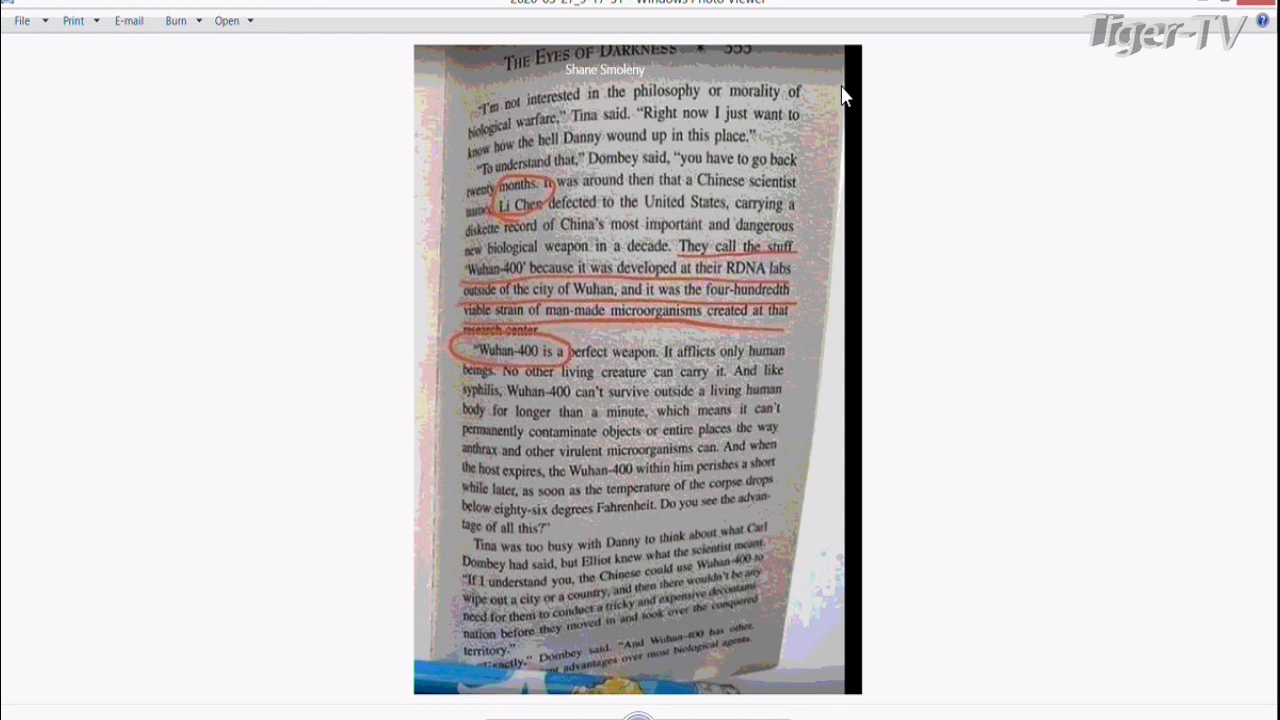 2020-03-27_9-17-51 - Windows Photo Viewer
File Print E-mail Burn Open
Tiger-TV
THE EYES OF DARKNESS * 333
Shane Smoleny
"I'm not interested in the philosophy or morality of
biological warfare," Tina said. "Right now I just want to
know how the hell Danny wound up in this place."
"To understand that," Dombey said, "you have to go back
twenty months. It was around then that a Chinese scientist
named Li Chen defected to the United States, carrying a
diskette record of China's most important and dangerous
new biological weapon in a decade. They call the stuff
'Wuhan-400' because it was developed at their RDNA labs
outside of the city of Wuhan, and it was the four-hundredth
viable strain of man-made microorganisms created at that
research center.
"Wuhan-400 is a perfect weapon. It afflicts only human
beings. No other living creature can carry it. And like
syphilis, Wuhan-400 can't survive outside a living human
body for longer than a minute, which means it can't
permanently contaminate objects or entire places the way
anthrax and other virulent microorganisms can. And when
the host expires, the Wuhan-400 within him perishes a short
while later, as soon as the temperature of the corpse drops
below eighty-six degrees Fahrenheit. Do you see the advan-
tage of all this?"
Tina was too busy with Danny to think about what Carl
Dombey had said, but Elliot knew what the scientist meant.
"If I understand you, the Chinese could use Wuhan-400 to
wipe out a city or a country, and then there wouldn't be any
need for them to conduct a tricky and expensive decontami
nation before they moved in and took over the conquered
territory."
"Exactly," Dombey said. "And Wuhan-400 has other,
advantages over most biological agents.